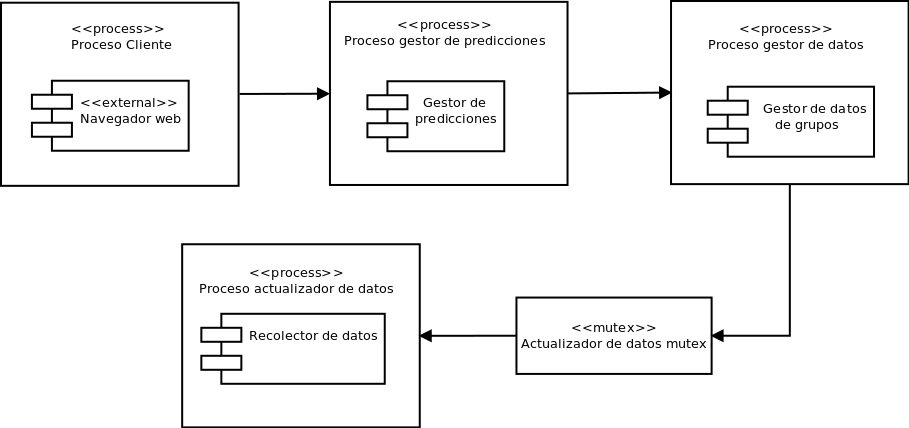 <<process>>
Proceso Cliente
<<external>>
Navegador web
<<process>>
Proceso gestor de predicciones
Gestor de
predicciones
<<process>>
Proceso gestor de datos
Gestor de datos
de grupos
<<process>>
Proceso actualizador de datos
Recolector de datos
<<mutex>>
Actualizador de datos mutex